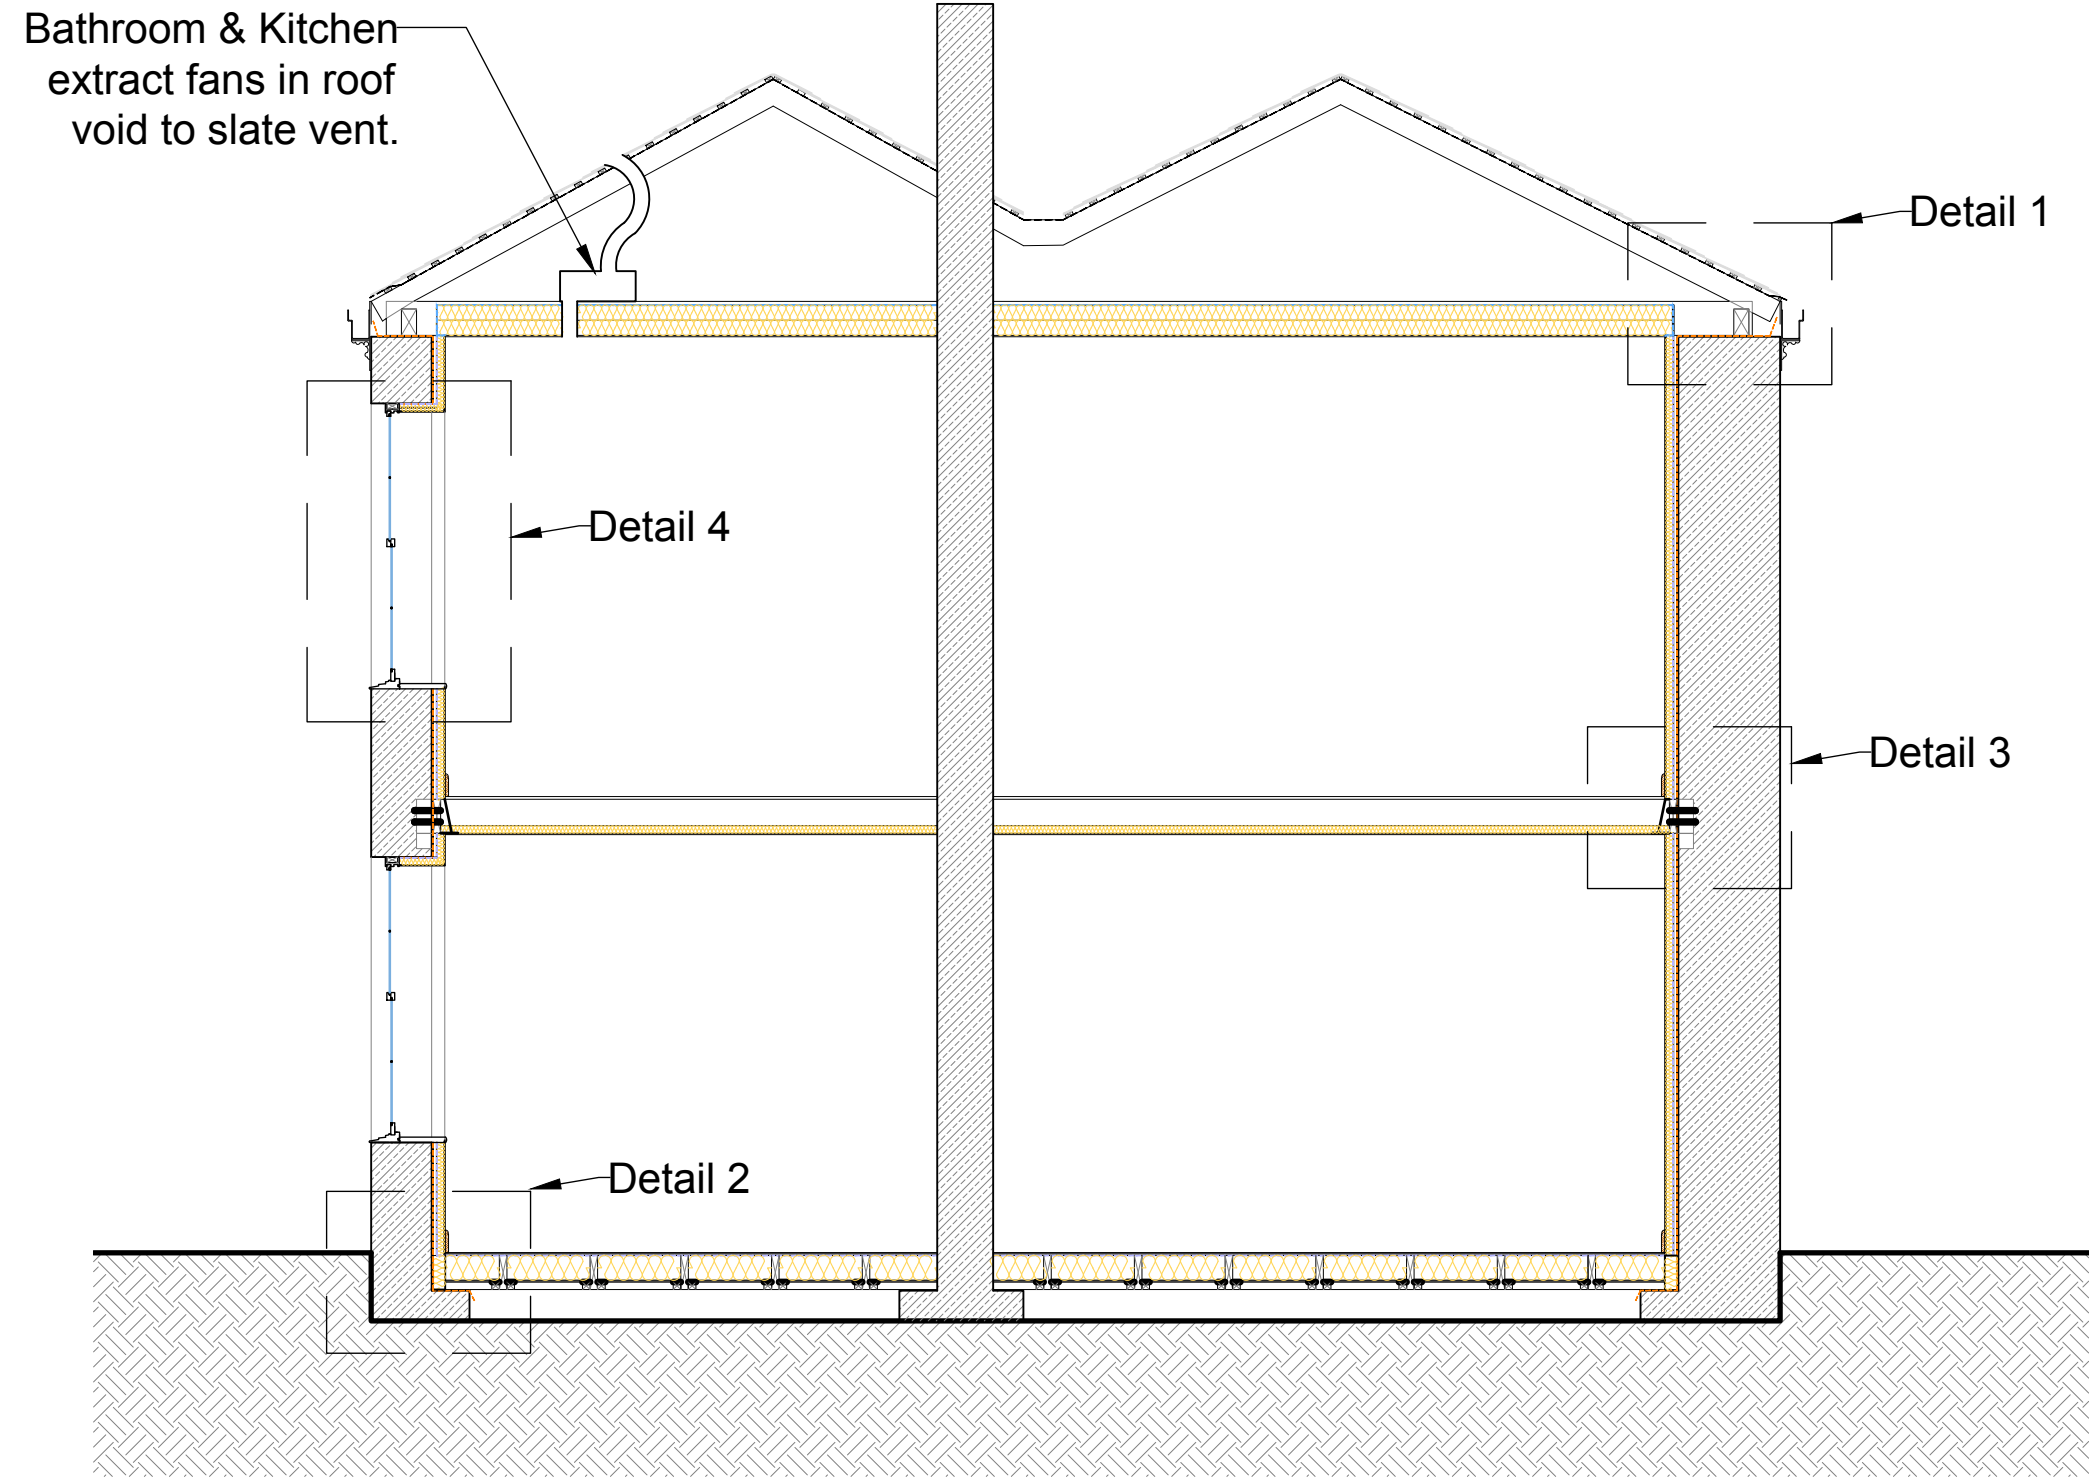 Bathroom & Kitchen
extract fans in roof
void to slate vent.
Detail 1
Detail 4
Detail 3
Detail 2